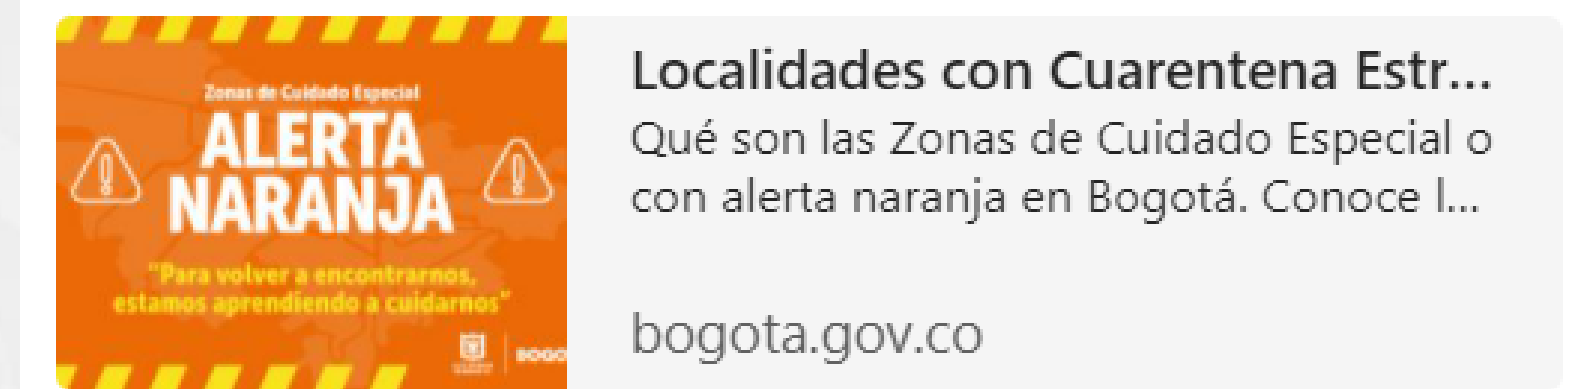 Zonas de Cuidado Especial
ALERTA
NARANJA
"Para volver a encontrarnos,
estamos aprendiendo a cuidarnos"
BOGO
Localidades con Cuarentena Estr...
Qué son las Zonas de Cuidado Especial o
con alerta naranja en Bogotá. Conoce l...
bogota.gov.co